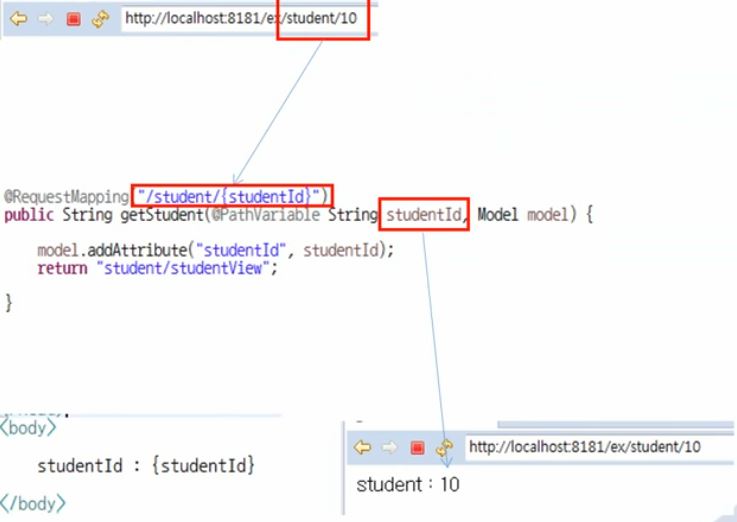 http://localhost:8181/ex/student/10
@RequestMapping("/student/{studentId}")
public String getStudent(@PathVariable String studentId, Model model) {
model.addAttribute("studentId", studentId);
return "student/studentView";
}
<body>
studentId : {studentId}
</body>
http://localhost:8181/ex/student/10
student : 10